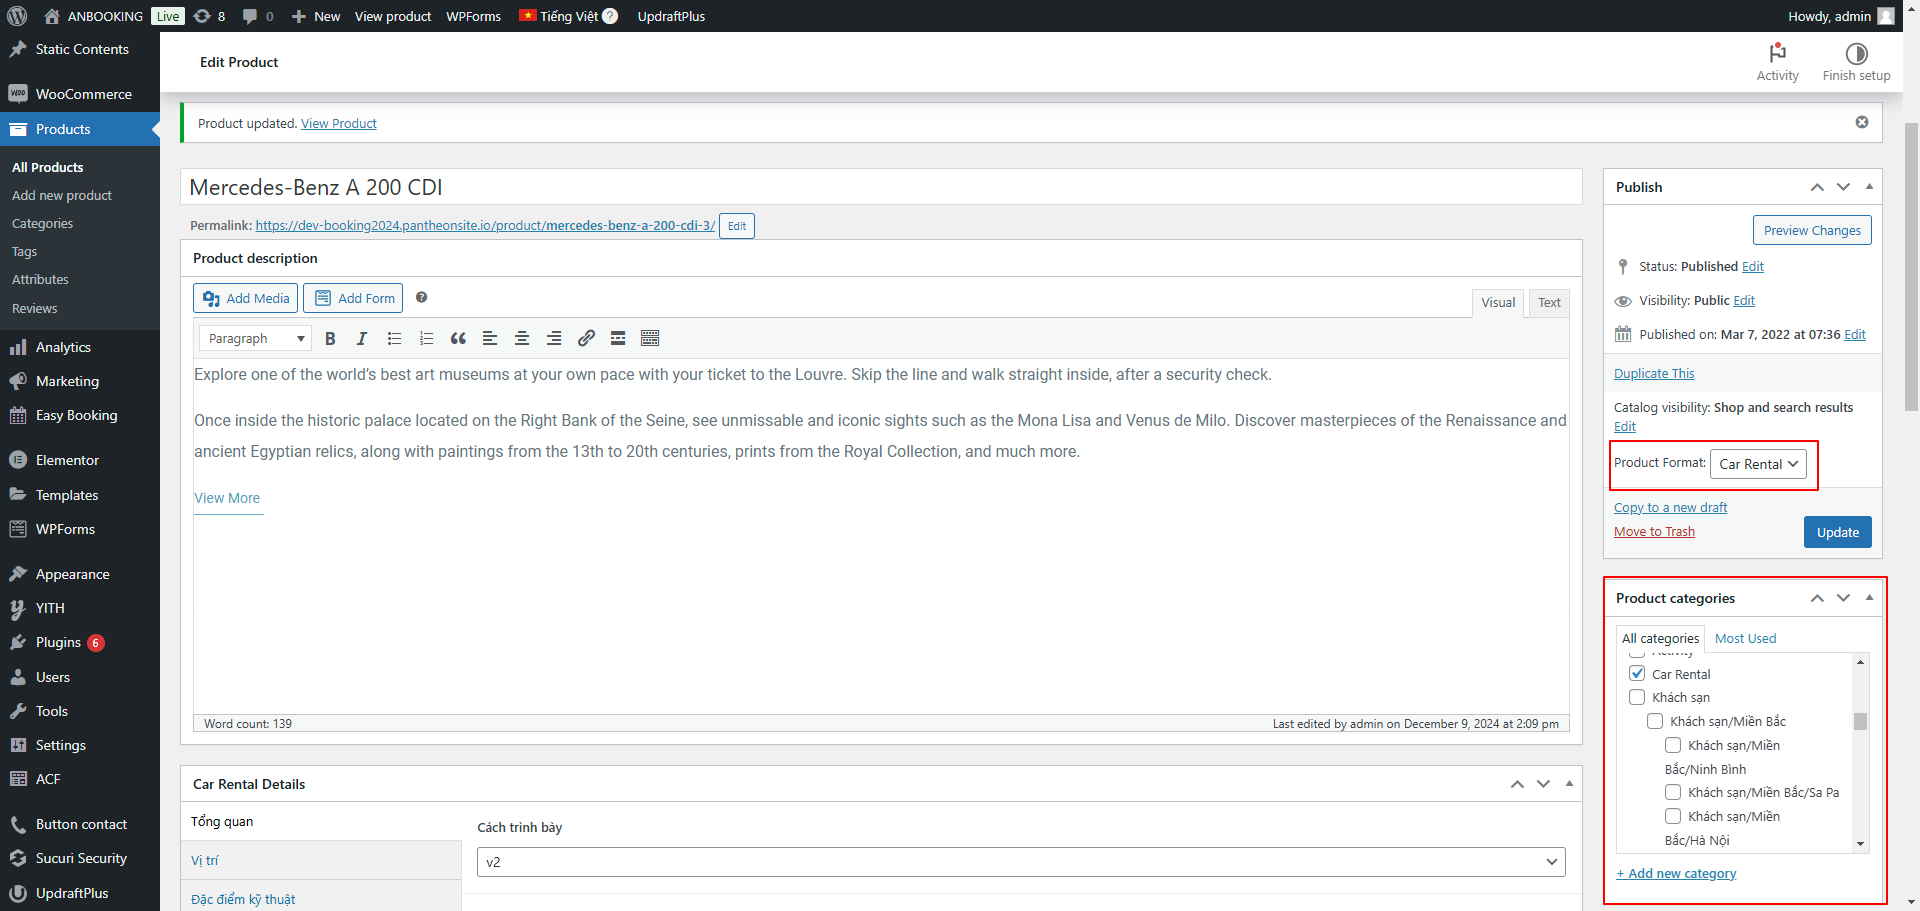 ANBOOKING Live 8 0 New View product WPForms Tiếng Việt ? UpdraftPlus Howdy, admin
Static Contents
WooCommerce
Products
All Products
Add new product
Categories
Tags
Attributes
Reviews
Analytics
Marketing
Easy Booking
Elementor
Templates
WPForms
Appearance
YITH
Plugins 6
Users
Tools
Settings
ACF
Button contact
Sucuri Security
UpdraftPlus
Edit Product
Activity
Finish setup
Product updated. View Product
Mercedes-Benz A 200 CDI
Permalink: https://dev-booking2024.pantheonsite.io/product/mercedes-benz-a-200-cdi-3/ Edit
Product description
Add Media Add Form ?
Visual Text
Paragraph B I
Explore one of the world’s best art museums at your own pace with your ticket to the Louvre. Skip the line and walk straight inside, after a security check.
Once inside the historic palace located on the Right Bank of the Seine, see unmissable and iconic sights such as the Mona Lisa and Venus de Milo. Discover masterpieces of the Renaissance and
ancient Egyptian relics, along with paintings from the 13th to 20th centuries, prints from the Royal Collection, and much more.
View More
Word count: 139
Last edited by admin on December 9, 2024 at 2:09 pm
Car Rental Details
Tổng quan
Vị trí
Đặc điểm kỹ thuật
Cách trình bày
v2
Publish
Preview Changes
Status: Published Edit
Visibility: Public Edit
Published on: Mar 7, 2022 at 07:36 Edit
Duplicate This
Catalog visibility: Shop and search results
Edit
Product Format: Car Rental
Copy to a new draft
Move to Trash
Update
Product categories
All categories Most Used
Activity
Car Rental
Khách sạn
Khách sạn/Miền Bắc
Khách sạn/Miền
Bắc/Ninh Bình
Khách sạn/Miền Bắc/Sa Pa
Khách sạn/Miền
Bắc/Hà Nội
+ Add new category